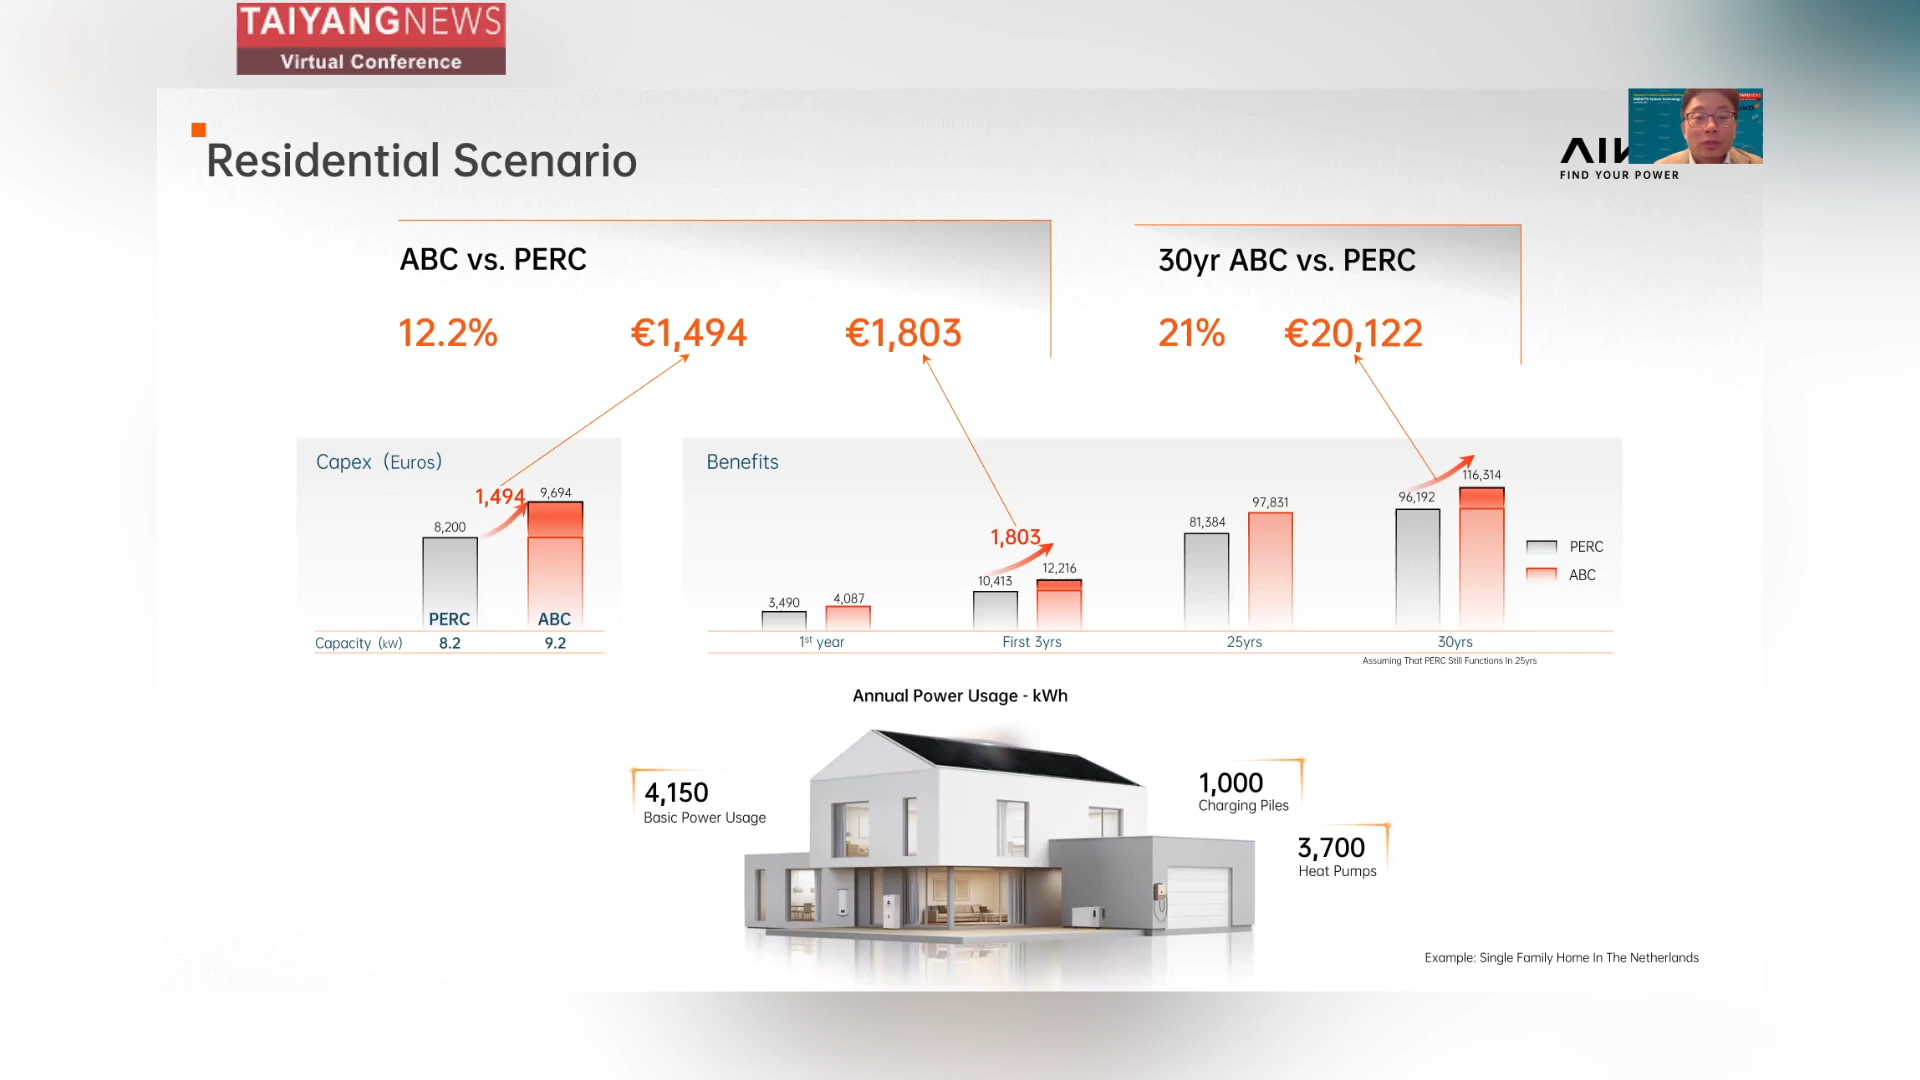 TAIYANGNEWS
Virtual Conference
Residential Scenario
FIND YOUR POWER
ABC vs. PERC
12.2% €1,494 €1,803
30yr ABC vs. PERC
21% €20,122
Capex (Euros)
1,494
9,694
8,200
PERC ABC
Capacity (kW) 8.2 9.2
Benefits
3,490
4,087
1,803
10,413
12,216
81,384
97,831
96,192
116,314
PERC
ABC
1st year First 3yrs 25yrs 30yrs
Assuming That PERC Still Functions In 25yrs
Annual Power Usage - kWh
4,150
Basic Power Usage
1,000
Charging Piles
3,700
Heat Pumps
Example: Single Family Home In The Netherlands